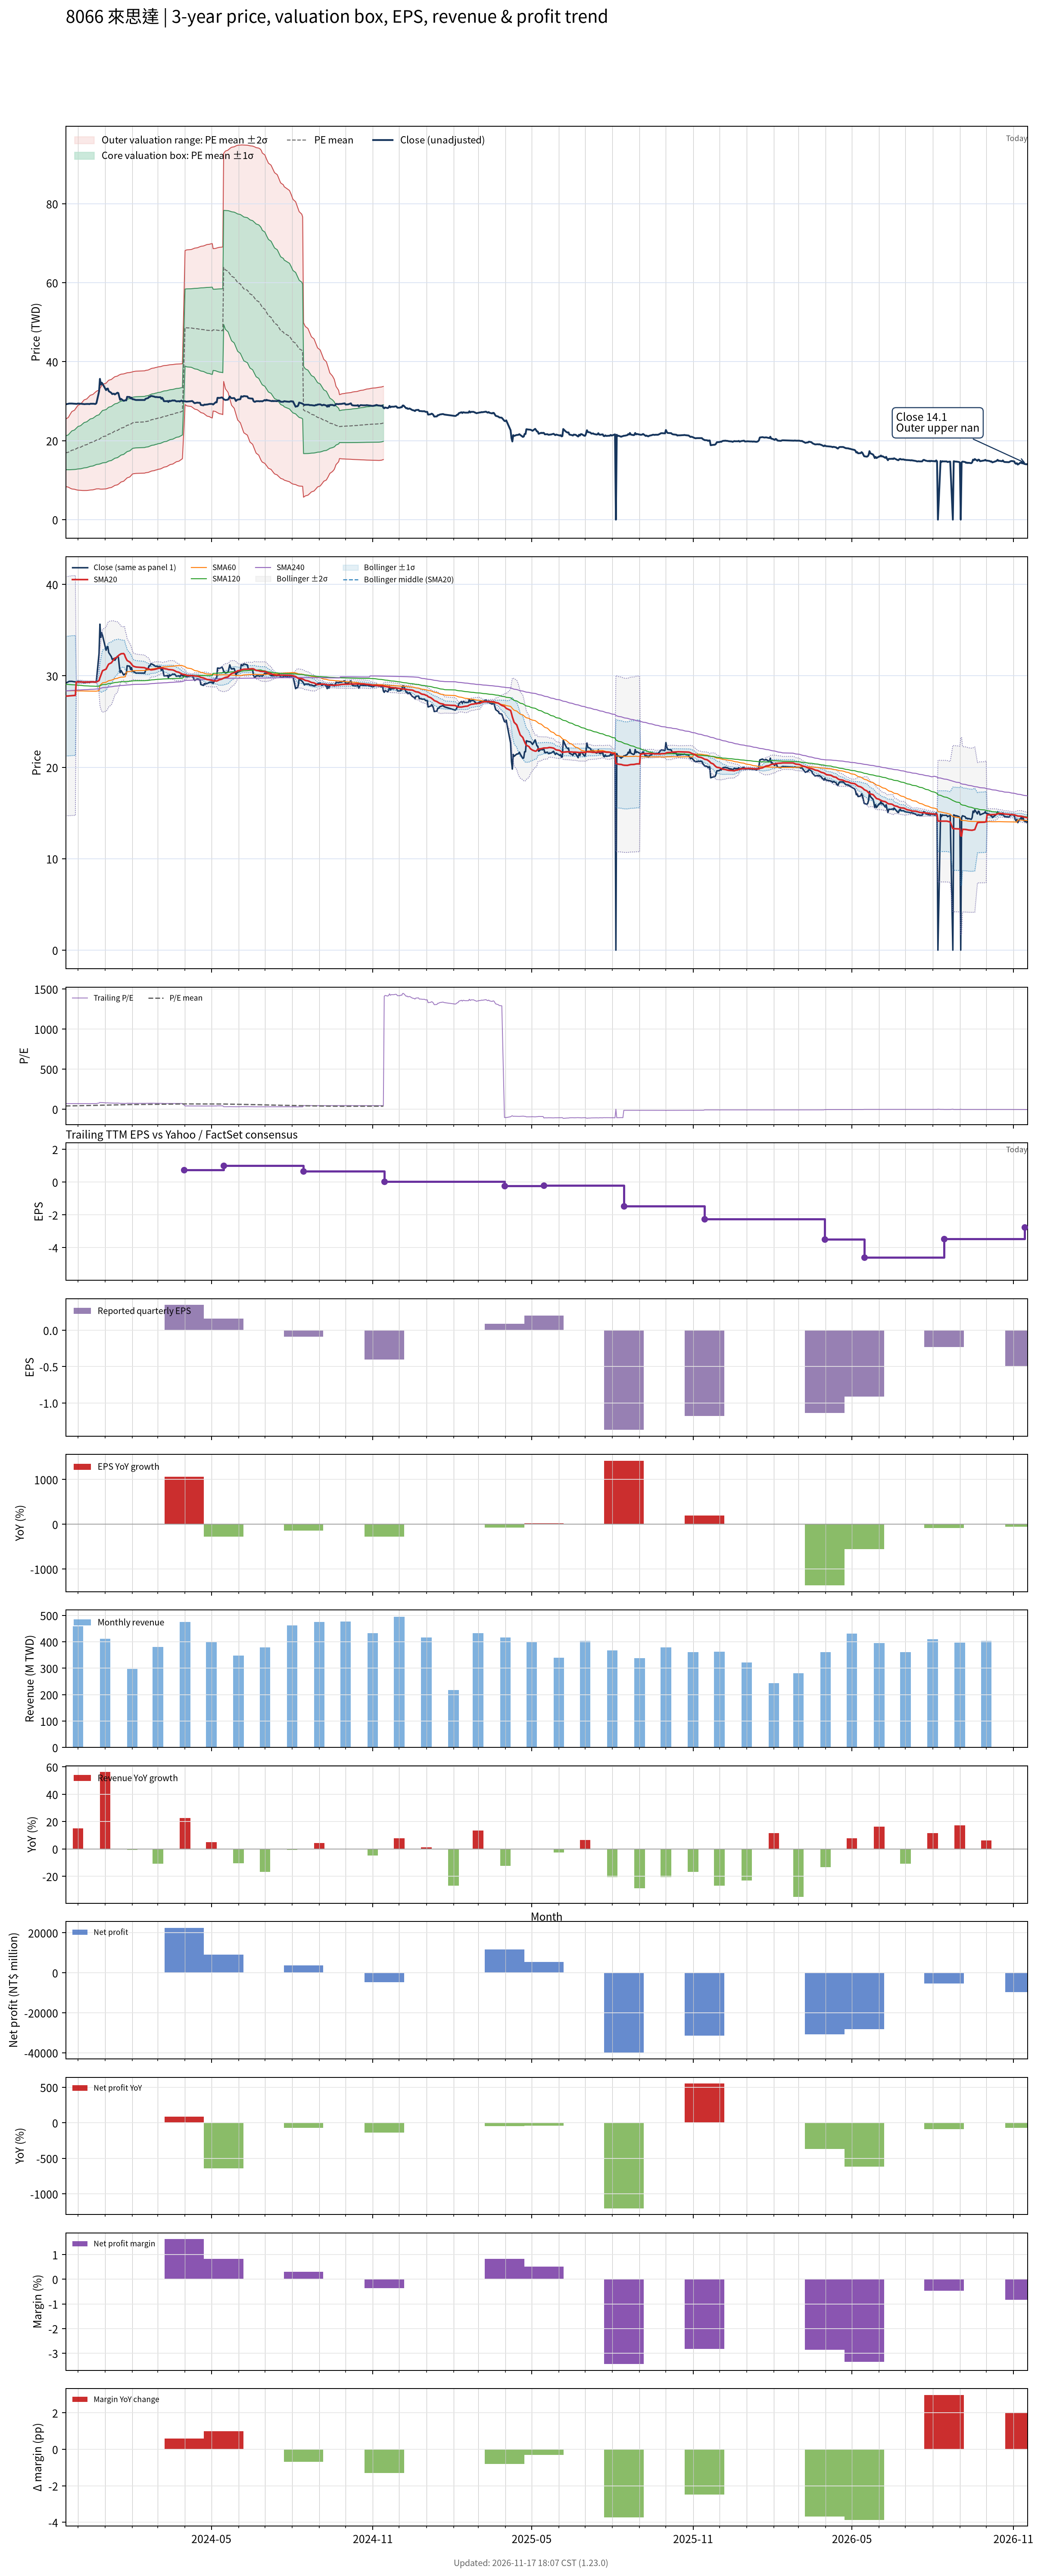 8066 來思達 | 3-year price, valuation box, EPS, revenue & profit trend
Outer valuation range: PE mean ±2σ
PE mean
Close (unadjusted)
Core valuation box: PE mean ±1σ
Today
Price (TWD)
80
60
40
20
0
Close 14.1
Outer upper nan
Close (same as panel 1)
SMA20
SMA60
SMA120
SMA240
Bollinger ±2σ
Bollinger ±1σ
Bollinger middle (SMA20)
Price
40
30
20
10
0
Trailing P/E
P/E mean
P/E
1500
1000
500
0
Trailing TTM EPS vs Yahoo / FactSet consensus
Today
EPS
2
0
-2
-4
Reported quarterly EPS
EPS
0.0
-0.5
-1.0
EPS YoY growth
YoY (%)
1000
0
-1000
Monthly revenue
Revenue (M TWD)
500
400
300
200
100
0
Revenue YoY growth
YoY (%)
60
40
20
0
-20
Month
Net profit
Net profit (NT$ million)
20000
0
-20000
-40000
Net profit YoY
YoY (%)
500
0
-500
-1000
Net profit margin
Margin (%)
1
0
-1
-2
-3
Margin YoY change
Δ margin (pp)
2
0
-2
-4
2024-05
2024-11
2025-05
2025-11
2026-05
2026-11
Updated: 2026-11-17 18:07 CST (1.23.0)